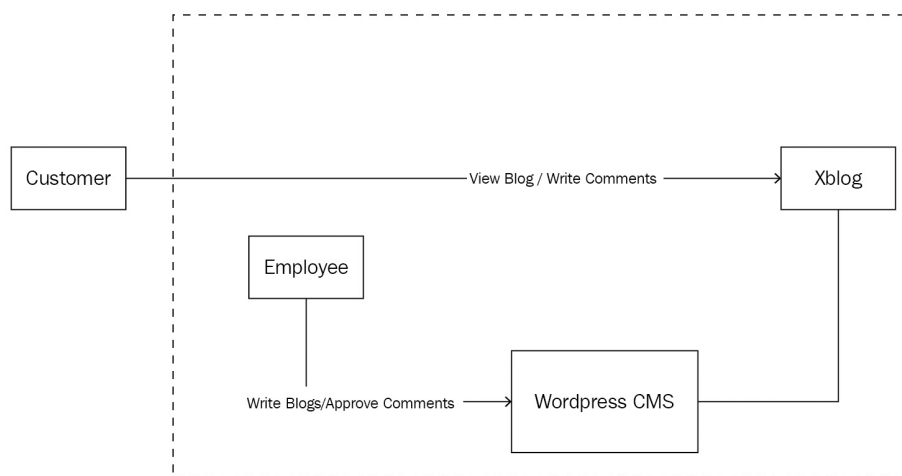 Customer
View Blog / Write Comments
Xblog
Employee
Write Blogs/Approve Comments
Wordpress CMS